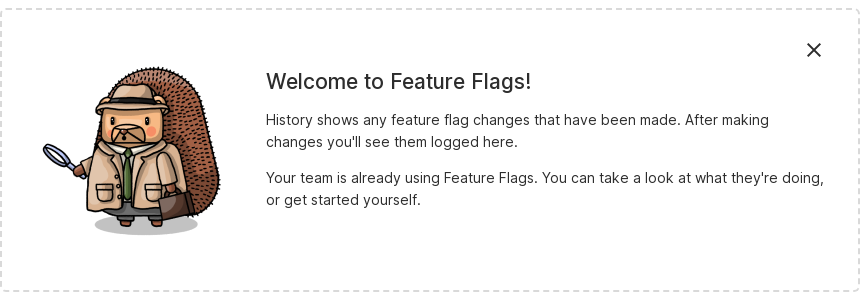 Welcome to Feature Flags!
History shows any feature flag changes that have been made. After making
changes you'll see them logged here.
Your team is already using Feature Flags. You can take a look at what they're doing,
or get started yourself.